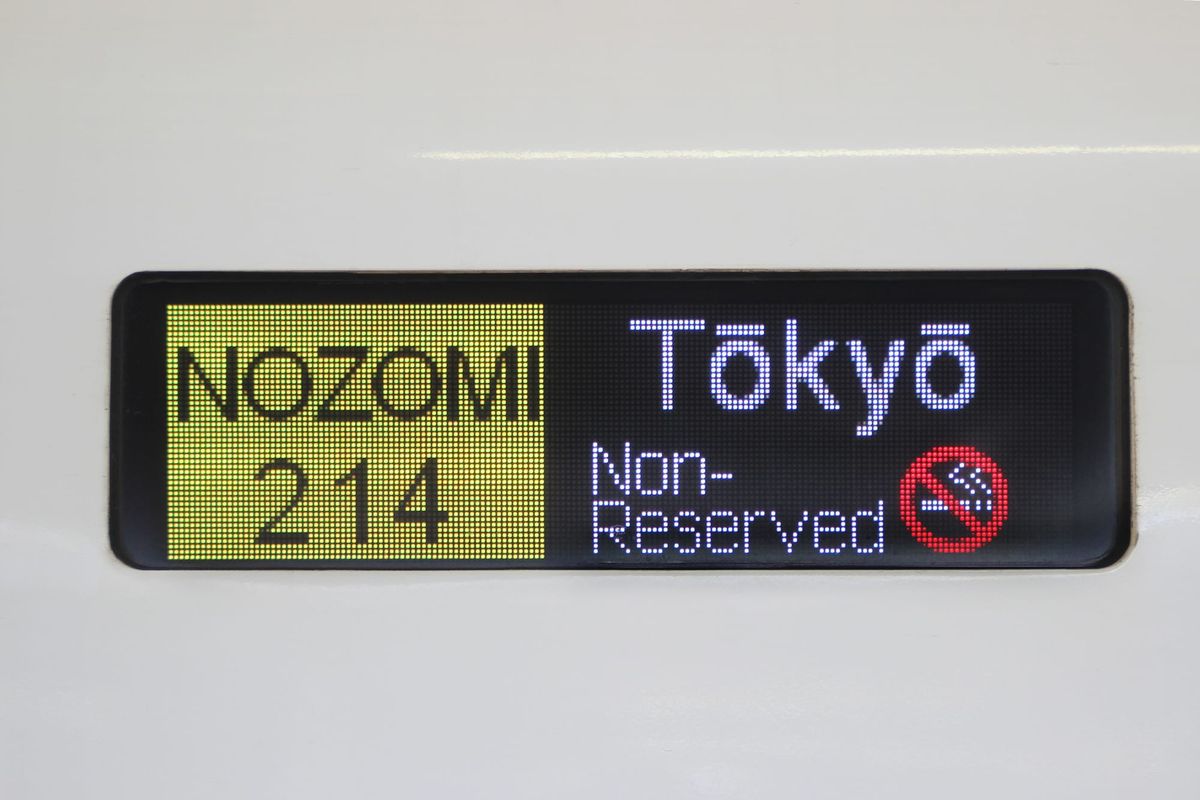 NOZOMI
214
Tōkyō
Non-
Reserved